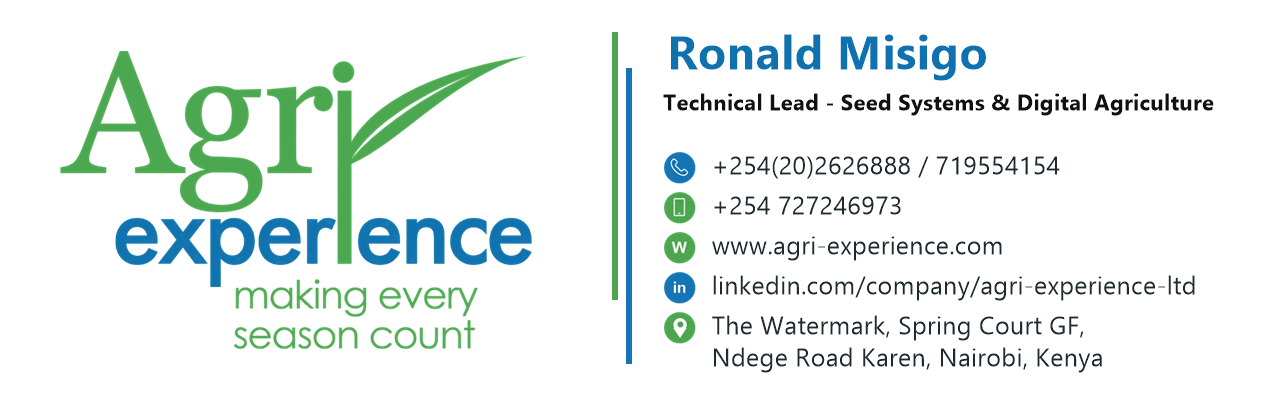 Agri
experience
making every
season count
Ronald Misigo
Technical Lead - Seed Systems & Digital Agriculture
+254(20)2626888 / 719554154
+254 727246973
W www.agri-experience.com
in linkedin.com/company/agri-experience-ltd
The Watermark, Spring Court GF,
Ndege Road Karen, Nairobi, Kenya